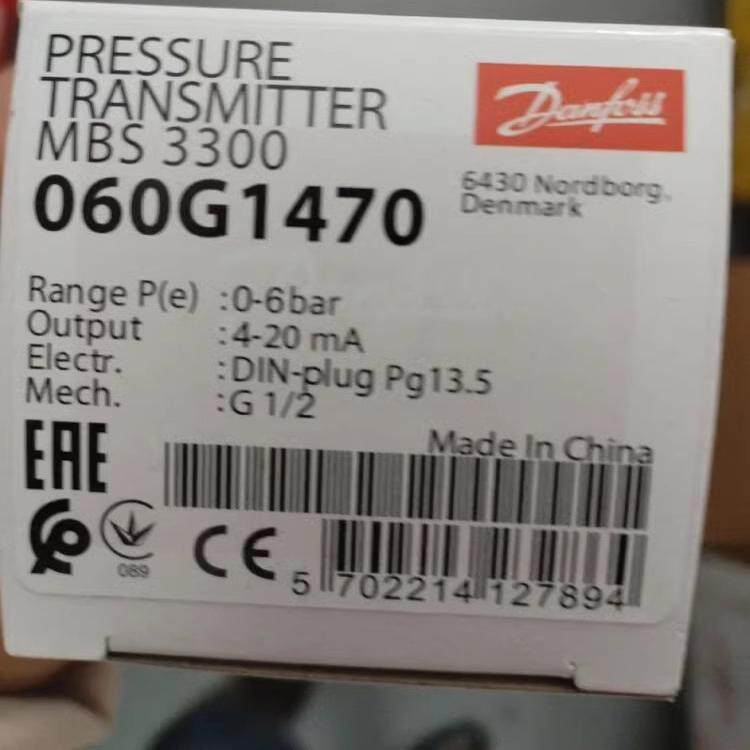 PRESSURE
TRANSMITTER
MBS 3300
060G1470
Danfoss
6430 Nordborg,
Denmark
Range P(e) :0-6bar
Output :4-20 mA
Electr. :DIN-plug Pg13.5
Mech. :G 1/2
Made In China
EAC
089
CE
5 702214 127894